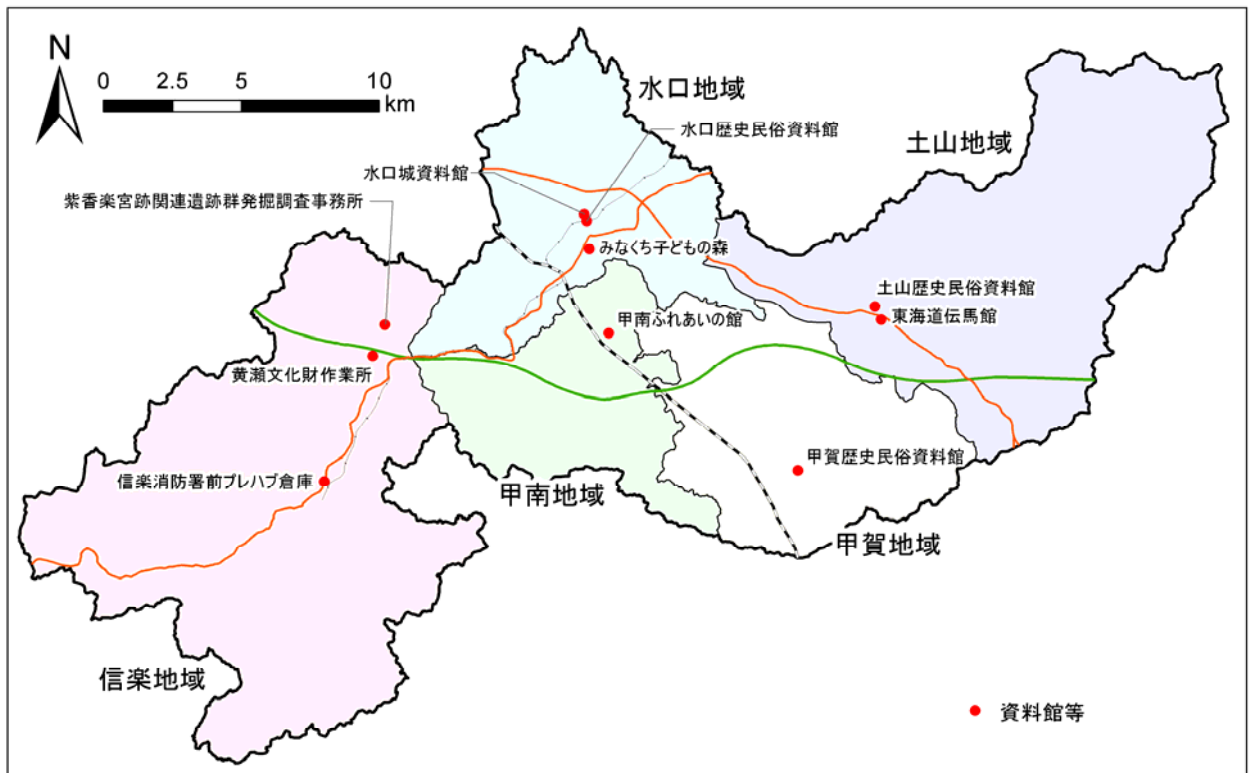 N
0 2.5 5 10
km
水口地域
水口歴史民俗資料館
土山地域
水口城資料館
紫香楽宮跡関連遺跡群発掘調査事務所
みなくち子どもの森
土山歴史民俗資料館
東海道伝馬館
甲南ふれあいの館
黄瀬文化財作業所
甲賀歴史民俗資料館
信楽消防署前プレハブ倉庫
甲南地域
甲賀地域
信楽地域
資料館等